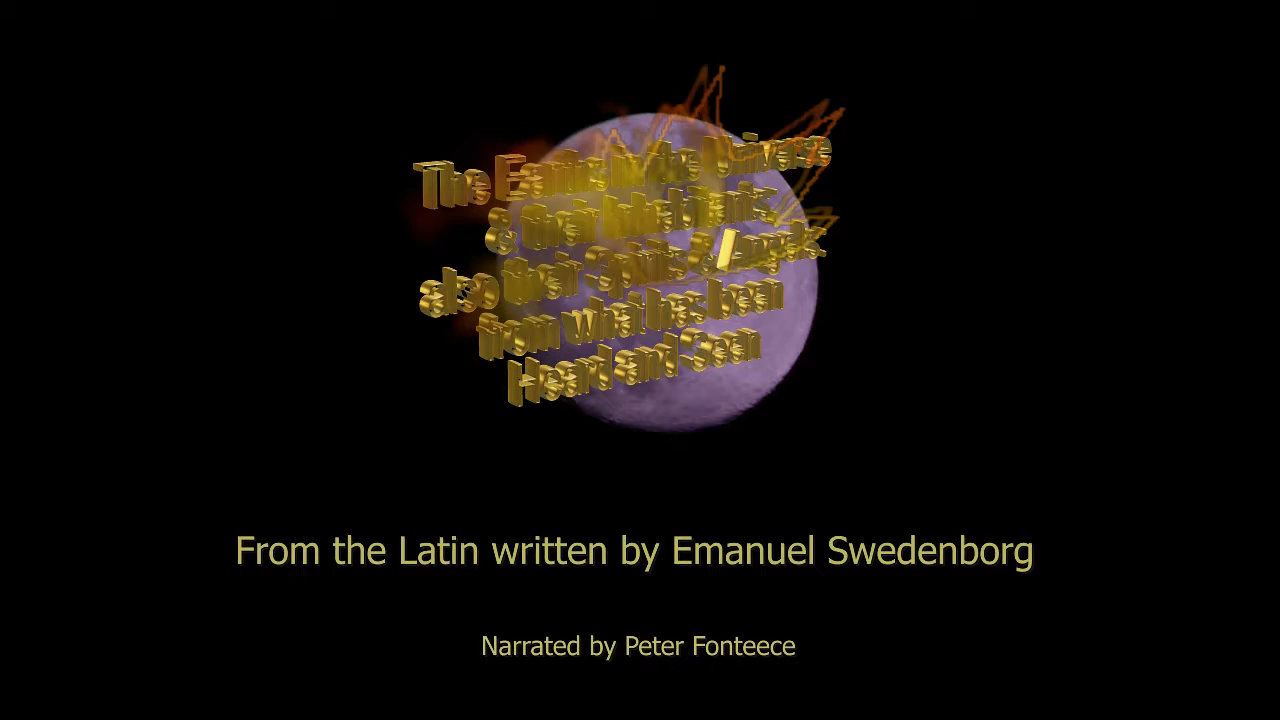 The Earths in the Universe
& their Inhabitants
also their Spirits & Angels
from what has been
Heard and Seen
From the Latin written by Emanuel Swedenborg
Narrated by Peter Fonteece